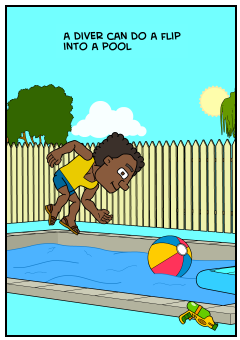 A DIVER CAN DO A FLIP
INTO A POOL